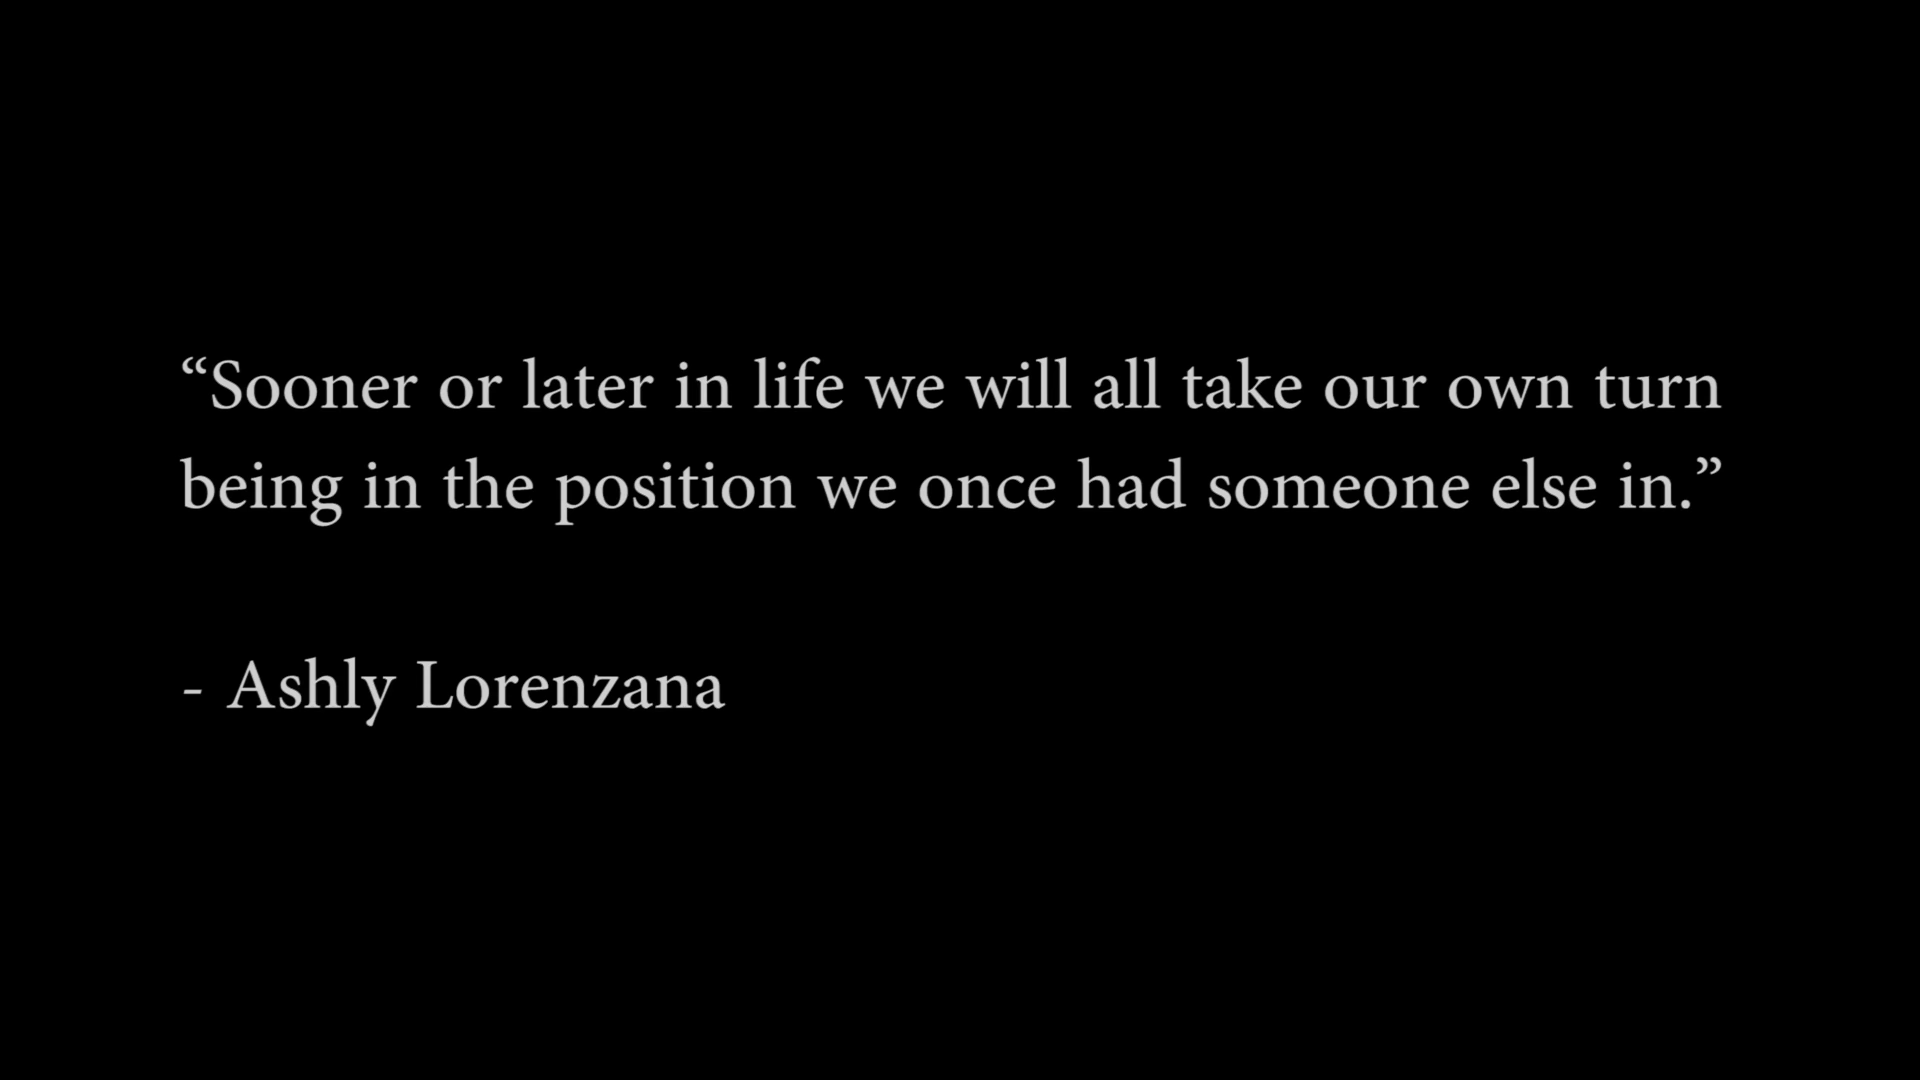 “Sooner or later in life we will all take our own turn
being in the position we once had someone else in.”
- Ashly Lorenzana